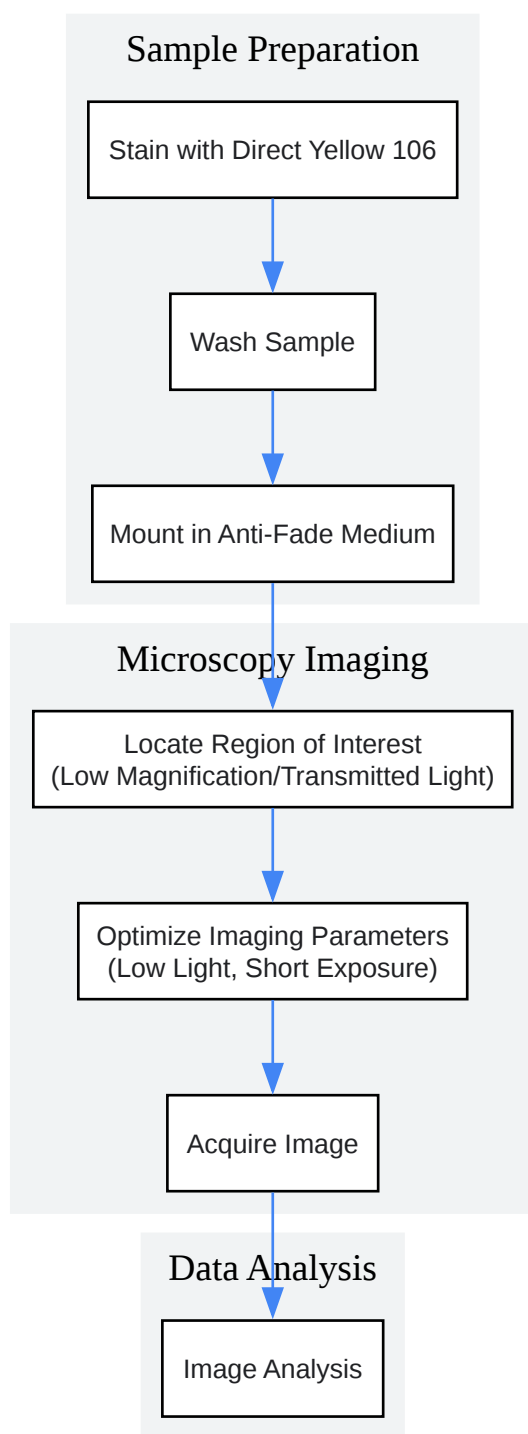 Sample Preparation
Stain with Direct Yellow 106
Wash Sample
Mount in Anti-Fade Medium
Microscopy Imaging
Locate Region of Interest
(Low Magnification/Transmitted Light)
Optimize Imaging Parameters
(Low Light, Short Exposure)
Acquire Image
Data Analysis
Image Analysis